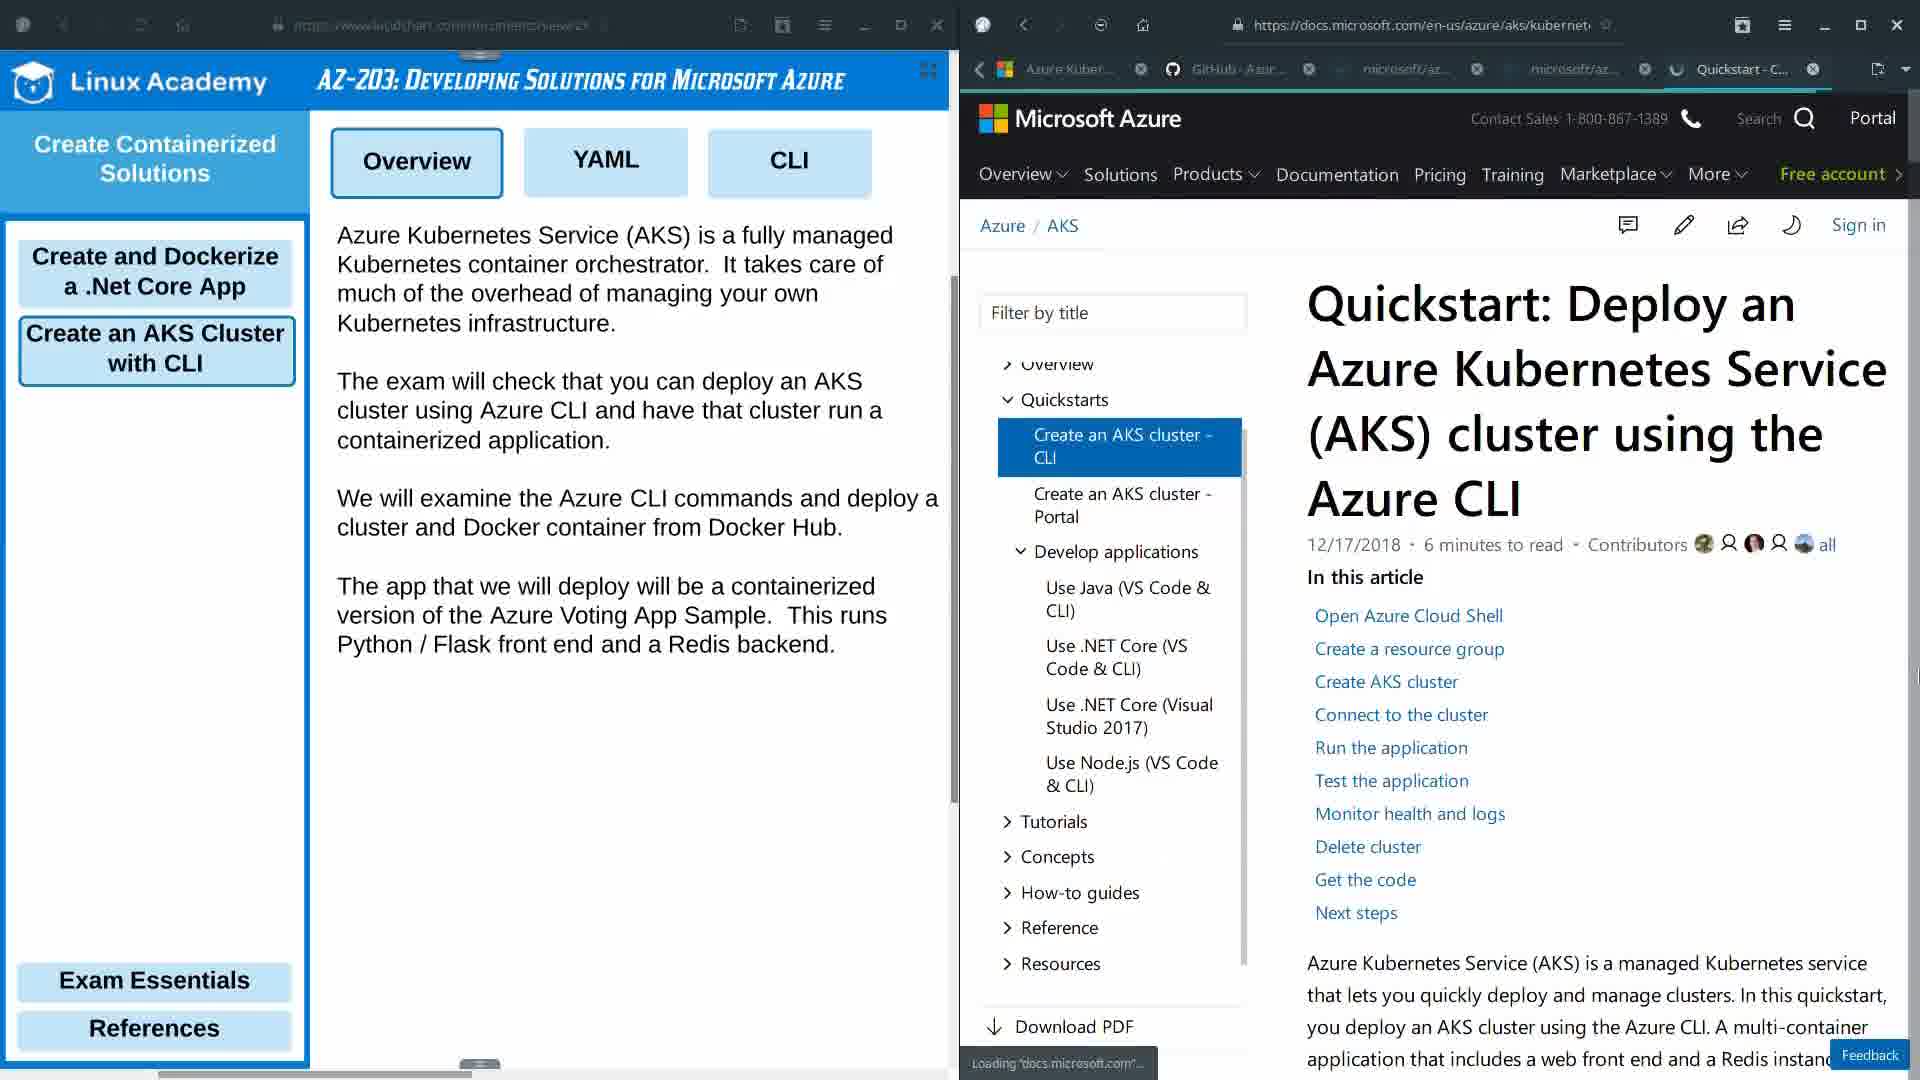 Linux Academy
AZ-203: Developing Solutions for Microsoft Azure
Create Containerized
Solutions
Create and Dockerize
a .Net Core App
Create an AKS Cluster
with CLI
Exam Essentials
References
Overview
YAML
CLI
Azure Kubernetes Service (AKS) is a fully managed
Kubernetes container orchestrator. It takes care of
much of the overhead of managing your own
Kubernetes infrastructure.
The exam will check that you can deploy an AKS
cluster using Azure CLI and have that cluster run a
containerized application.
We will examine the Azure CLI commands and deploy a
cluster and Docker container from Docker Hub.
The app that we will deploy will be a containerized
version of the Azure Voting App Sample. This runs
Python / Flask front end and a Redis backend.
https://docs.microsoft.com/en-us/azure/aks/kubernet
Azure Kuber...
GitHub - Azur...
microsoft/az...
microsoft/az...
Quickstart - C...
Microsoft Azure
Contact Sales: 1-800-867-1389
Search
Portal
Overview
Solutions
Products
Documentation
Pricing
Training
Marketplace
More
Free account
Azure / AKS
Sign in
Filter by title
Overview
Quickstarts
Create an AKS cluster -
CLI
Create an AKS cluster -
Portal
Develop applications
Use Java (VS Code &
CLI)
Use .NET Core (VS
Code & CLI)
Use .NET Core (Visual
Studio 2017)
Use Node.js (VS Code
& CLI)
Tutorials
Concepts
How-to guides
Reference
Resources
Download PDF
Loading "docs.microsoft.com"...
Quickstart: Deploy an
Azure Kubernetes Service
(AKS) cluster using the
Azure CLI
12/17/2018 • 6 minutes to read • Contributors all
In this article
Open Azure Cloud Shell
Create a resource group
Create AKS cluster
Connect to the cluster
Run the application
Test the application
Monitor health and logs
Delete cluster
Get the code
Next steps
Azure Kubernetes Service (AKS) is a managed Kubernetes service
that lets you quickly deploy and manage clusters. In this quickstart,
you deploy an AKS cluster using the Azure CLI. A multi-container
application that includes a web front end and a Redis instanc
Feedback